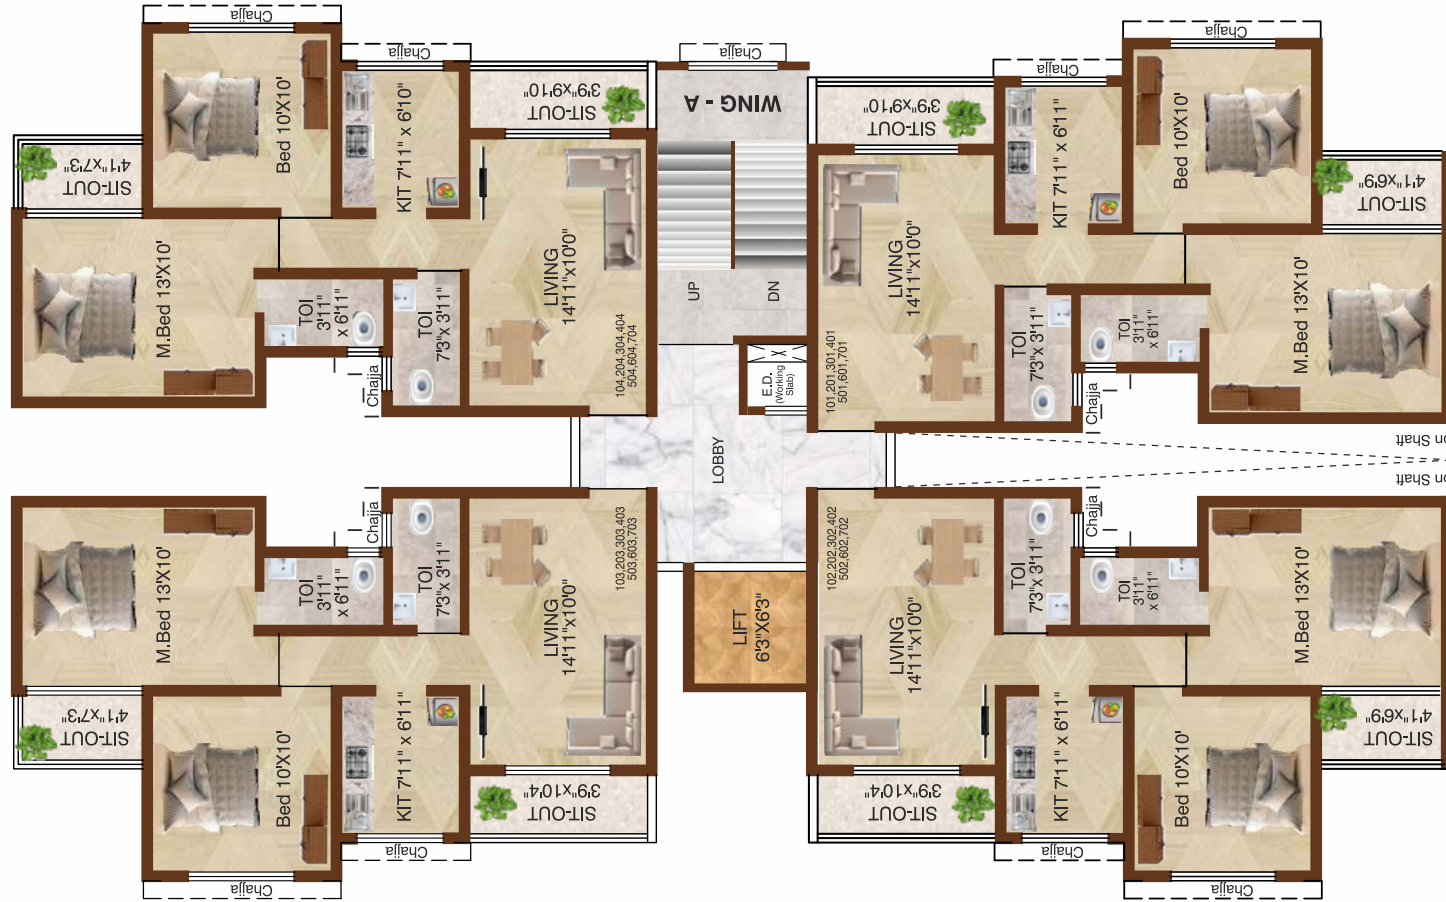 Chajja
Chajja
Chajja
Chajja
Chajja
Bed 10'X10'
KIT 7'11" x 6'10"
SIT-OUT
3'9"x9'10"
WING - A
SIT-OUT
3'9"x9'10"
KIT 7'11" x 6'11"
Bed 10'X10'
SIT-OUT
4'1"x7'3"
SIT-OUT
4'1"x6'9"
M.Bed 13'X10'
TOI
3'11"
x 6'11"
TOI
7'3"x 3'11"
LIVING
14'11"x10'0"
104,204,304,404
504,604,704
UP
DN
LIVING
14'11"x10'0"
101,201,301,401
501,601,701
TOI
7'3"x 3'11"
TOI
3'11"
x 6'11"
M.Bed 13'X10'
Chajja
E.D.
(Working
Slab)
Chajja
LOBBY
on Shaft
on Shaft
Chajja
Chajja
M.Bed 13'X10'
TOI
3'11"
x 6'11"
TOI
7'3"x 3'11"
LIVING
14'11"x10'0"
103,203,303,403
503,603,703
LIFT
6'3"X6'3"
LIVING
14'11"x10'0"
102,202,302,402
502,602,702
TOI
7'3"x 3'11"
TOI
3'11"
x 6'11"
M.Bed 13'X10'
SIT-OUT
4'1"x7'3"
SIT-OUT
4'1"x6'9"
Bed 10'X10'
KIT 7'11" x 6'11"
SIT-OUT
3'9"x10'4"
SIT-OUT
3'9"x10'4"
KIT 7'11" x 6'11"
Bed 10'X10'
Chajja
Chajja
Chajja
Chajja